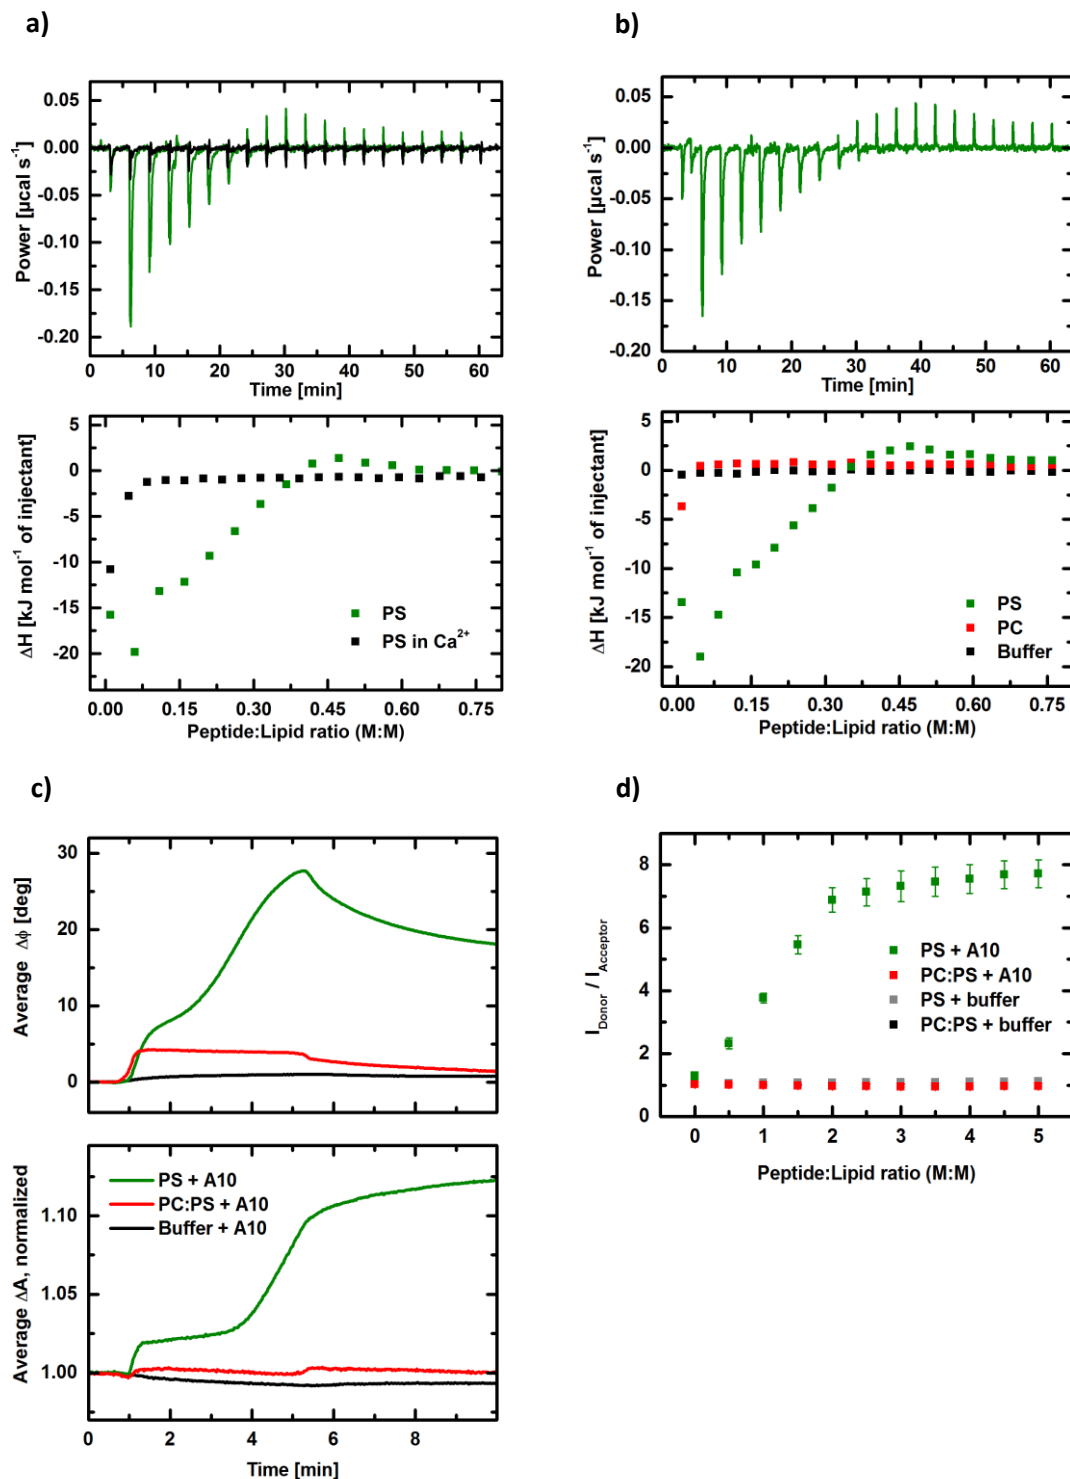 a)
0.05
0.00
-0.05
-0.10
-0.15
-0.20
Power [µcal s⁻¹]
0 10 20 30 40 50 60
Time [min]
5
0
-5
-10
-15
-20
ΔH [kJ mol⁻¹ of injectant]
PS
PS in Ca²⁺
0.00 0.15 0.30 0.45 0.60 0.75
Peptide:Lipid ratio (M:M)
b)
0.05
0.00
-0.05
-0.10
-0.15
-0.20
Power [µcal s⁻¹]
0 10 20 30 40 50 60
Time [min]
5
0
-5
-10
-15
-20
ΔH [kJ mol⁻¹ of injectant]
PS
PC
Buffer
0.00 0.15 0.30 0.45 0.60 0.75
Peptide:Lipid ratio (M:M)
c)
30
20
10
0
Average Δϕ [deg]
1.10
1.05
1.00
Average ΔA, normalized
PS + A10
PC:PS + A10
Buffer + A10
0 2 4 6 8
Time [min]
d)
8
6
4
2
0
I Donor / I Acceptor
PS + A10
PC:PS + A10
PS + buffer
PC:PS + buffer
0 1 2 3 4 5
Peptide:Lipid ratio (M:M)